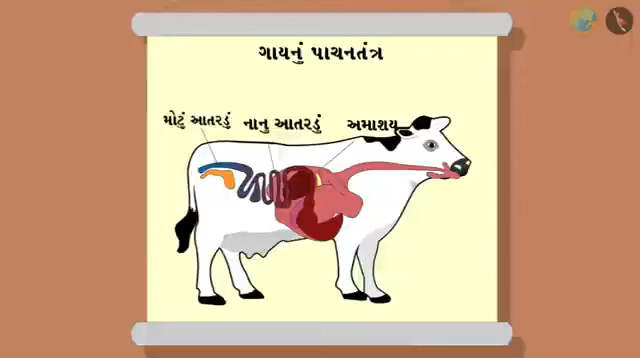 ગાયનું પાચનતંત્ર
મોટું આતરડું નાનુ આતરડું અમાશય